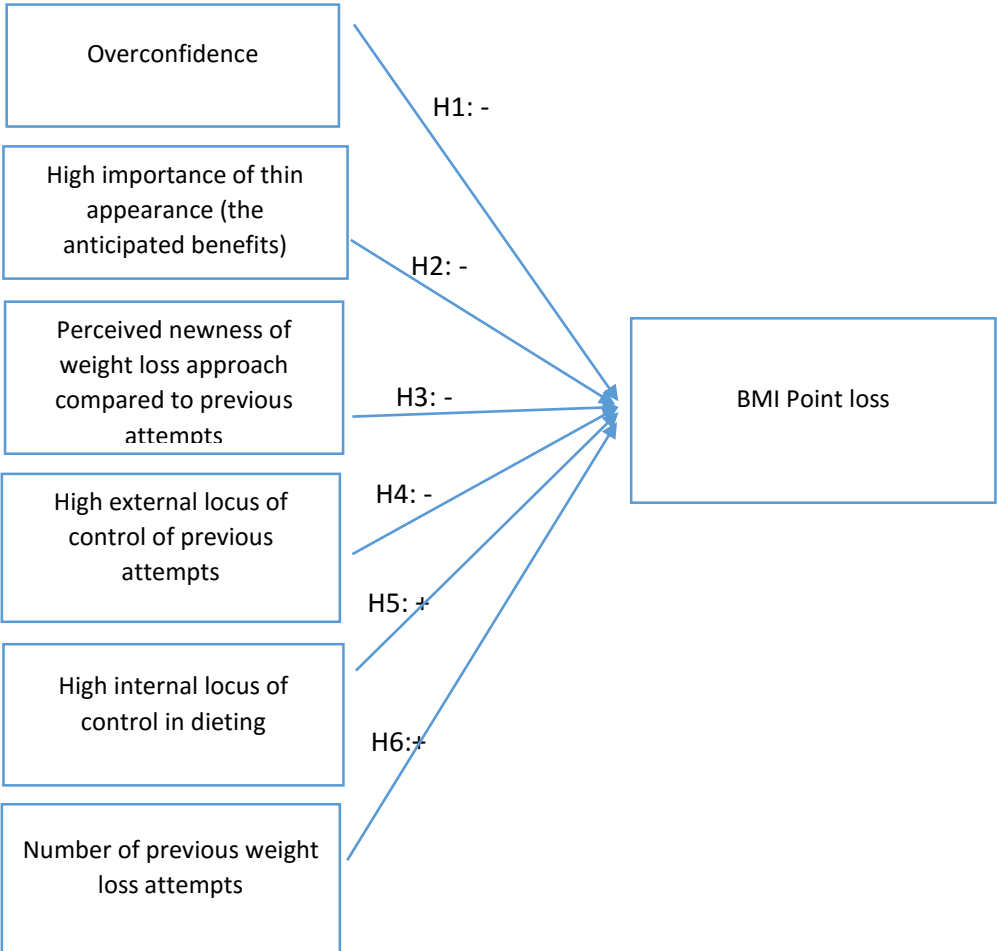 Overconfidence
H1: -
High importance of thin
appearance (the
anticipated benefits)
H2: -
Perceived newness of
weight loss approach
compared to previous
attempts
H3: -
BMI Point loss
High external locus of
control of previous
attempts
H4: -
H5: +
High internal locus of
control in dieting
H6:+
Number of previous weight
loss attempts